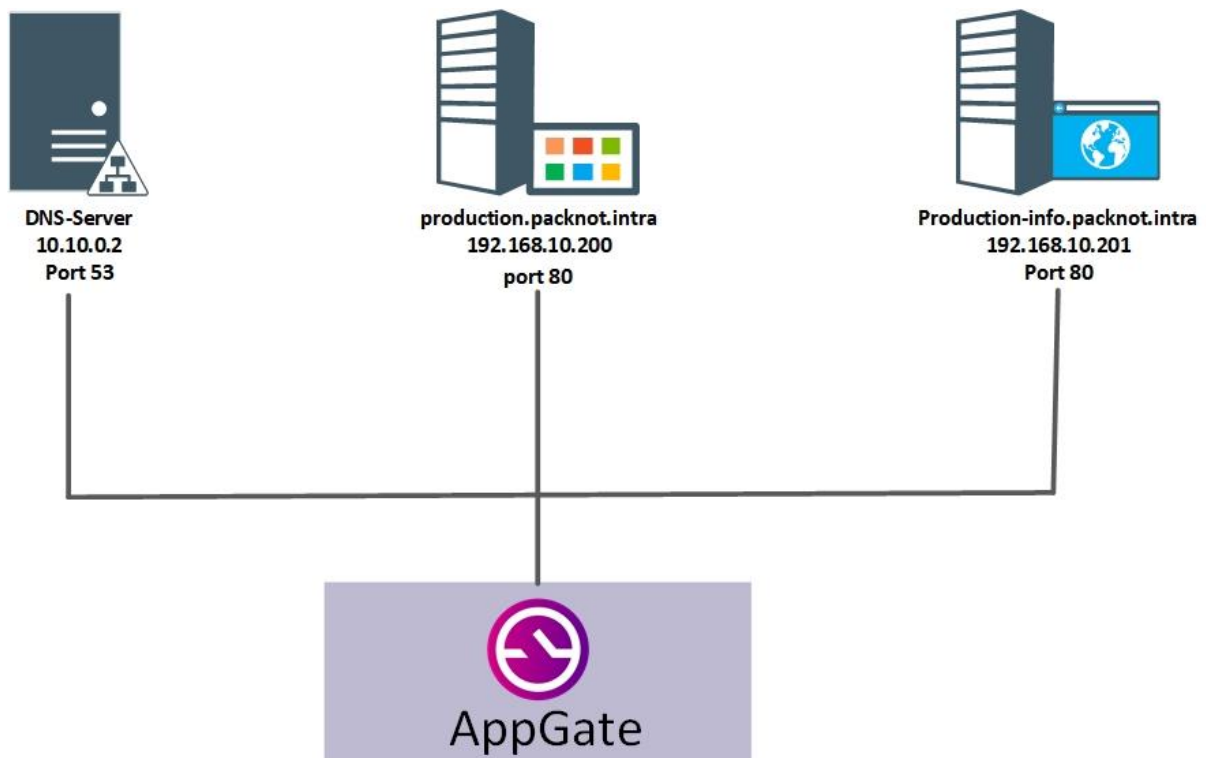 DNS-Server
10.10.0.2
Port 53
production.packnot.intra
192.168.10.200
port 80
Production-info.packnot.intra
192.168.10.201
Port 80
AppGate